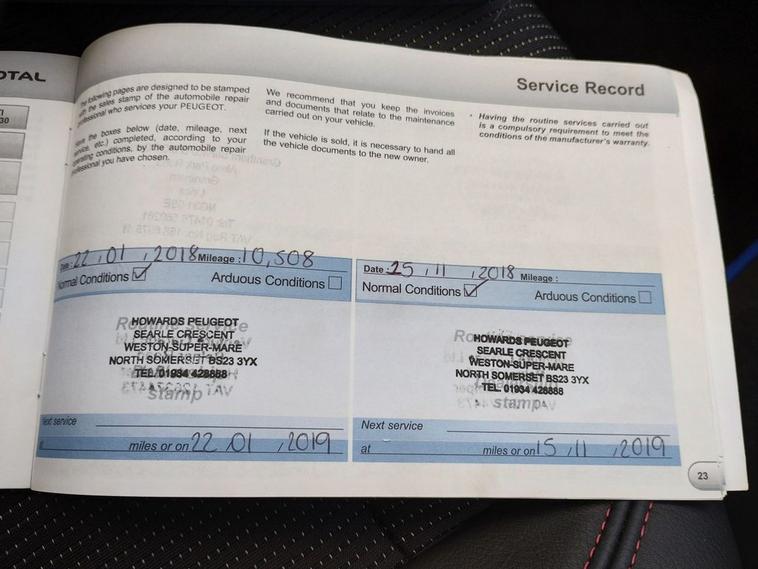 OTAL
30
Service Record
The following pages are designed to be stamped
with the sales stamp of the automobile repair
professional who services your PEUGEOT.
the boxes below (date, mileage, next
service, etc.) completed, according to your
operating conditions, by the automobile repair
professional you have chosen.
We recommend that you keep the invoices
and documents that relate to the maintenance
carried out on your vehicle.
If the vehicle is sold, it is necessary to hand all
the vehicle documents to the new owner.
• Having the routine services carried out
is a compulsory requirement to meet the
conditions of the manufacturer's warranty.
Date : 22 / 01 / 2018 Mileage : 10,508
Normal Conditions ☑ Arduous Conditions ☐
HOWARDS PEUGEOT
SEARLE CRESCENT
WESTON-SUPER-MARE
NORTH SOMERSET BS23 3YX
TEL: 01934 428888
stamp
Next service
miles or on 22 / 01 / 2019
Date : 15 / 11 / 2018 Mileage :
Normal Conditions ☑ Arduous Conditions ☐
HOWARDS PEUGEOT
SEARLE CRESCENT
WESTON-SUPER-MARE
NORTH SOMERSET BS23 3YX
TEL: 01934 428888
stamp
Next service
at miles or on 15 / 11 / 2019
23